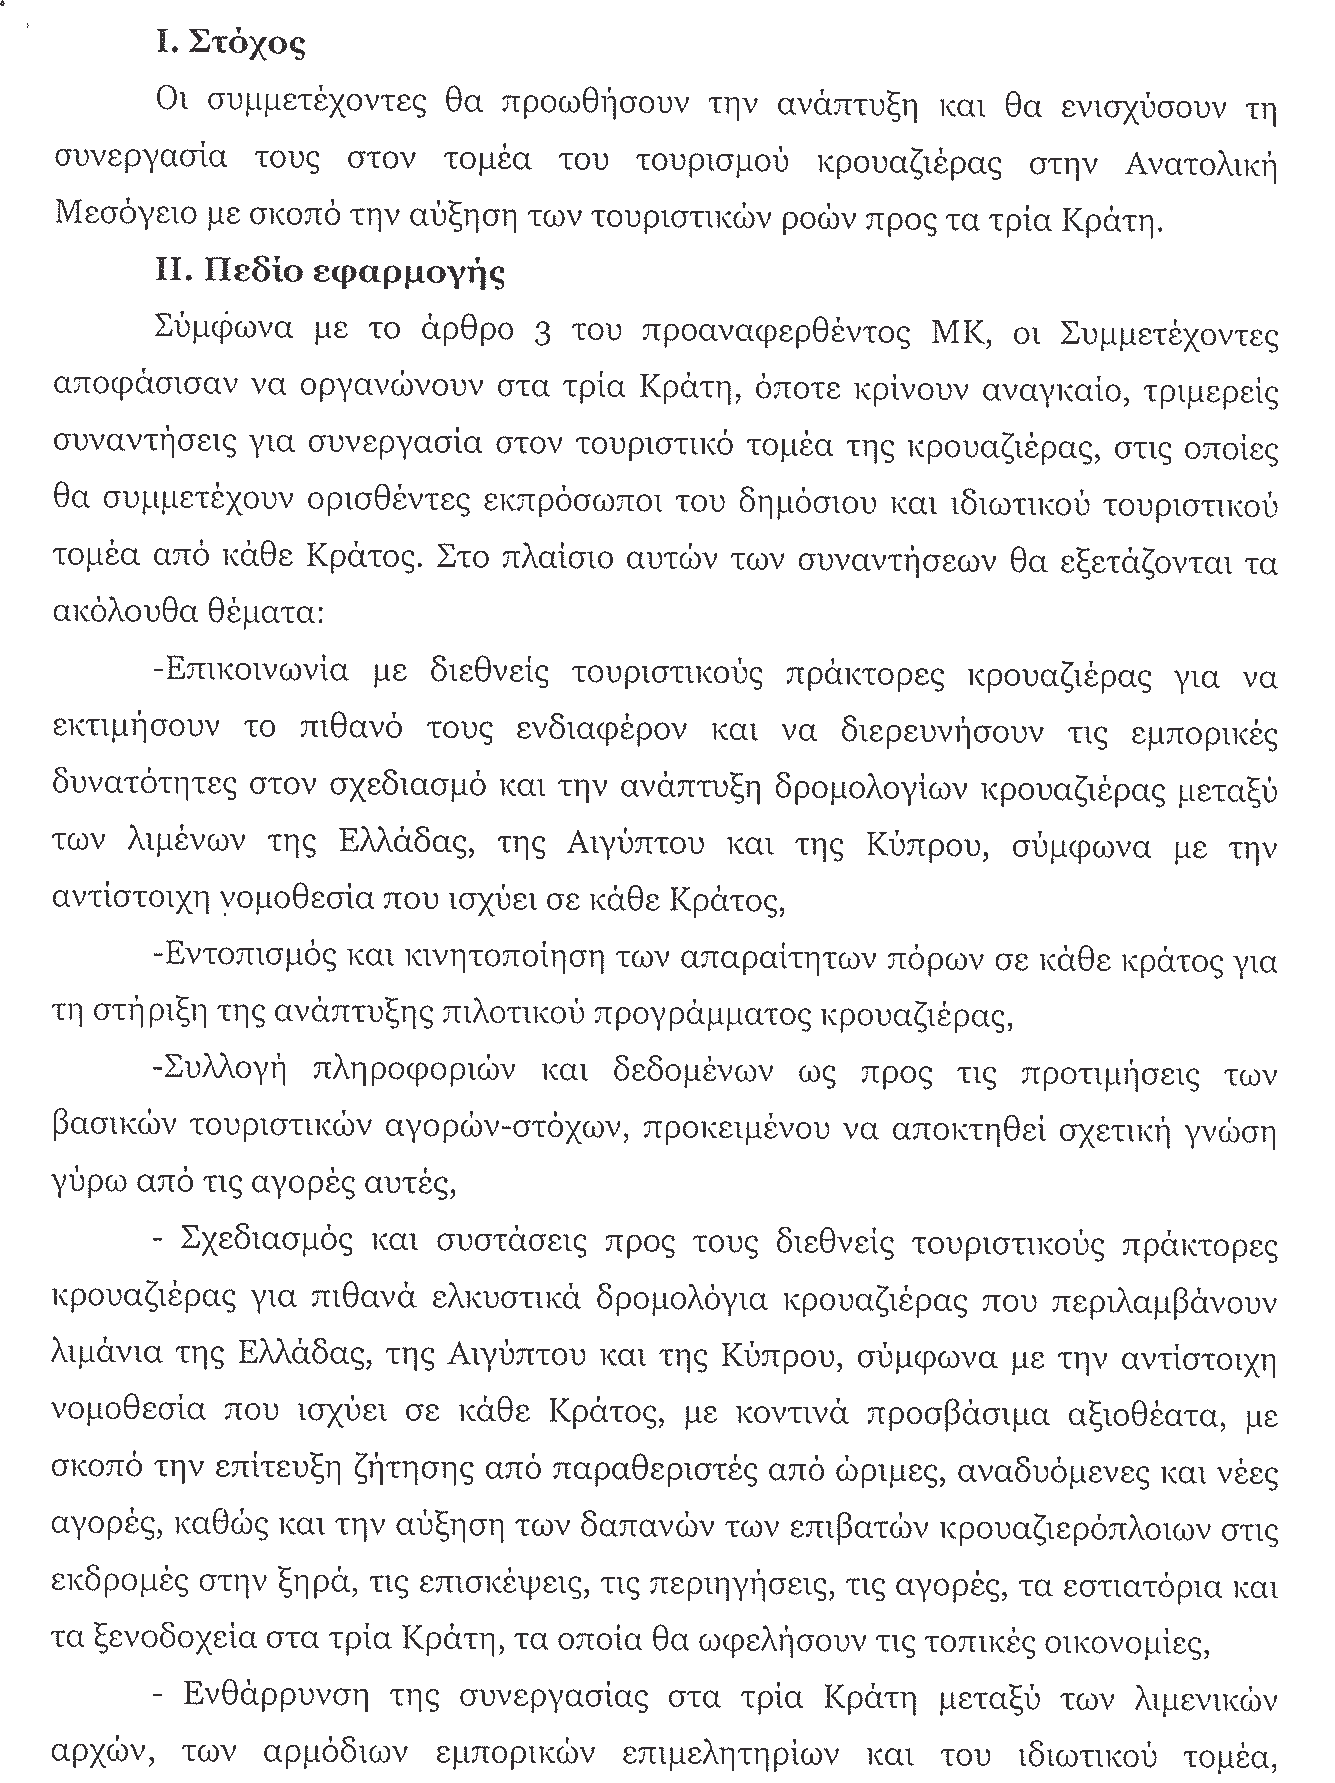 I. Στόχος
Οι συμμετέχοντες θα προωθήσουν την ανάπτυξη και θα ενισχύσουν τη
συνεργασία τους στον τομέα του τουρισμού κρουαζιέρας στην Ανατολική
Μεσόγειο με σκοπό την αύξηση των τουριστικών ροών προς τα τρία Κράτη.
II. Πεδίο εφαρμογής
Σύμφωνα με το άρθρο 3 του προαναφερθέντος ΜΚ, οι Συμμετέχοντες
αποφάσισαν να οργανώνουν στα τρία Κράτη, όποτε κρίνουν αναγκαίο, τριμερείς
συναντήσεις για συνεργασία στον τουριστικό τομέα της κρουαζιέρας, στις οποίες
θα συμμετέχουν ορισθέντες εκπρόσωποι του δημόσιου και ιδιωτικού τουριστικού
τομέα από κάθε Κράτος. Στο πλαίσιο αυτών των συναντήσεων θα εξετάζονται τα
ακόλουθα θέματα:
-Επικοινωνία με διεθνείς τουριστικούς πράκτορες κρουαζιέρας για να
εκτιμήσουν το πιθανό τους ενδιαφέρον και να διερευνήσουν τις εμπορικές
δυνατότητες στον σχεδιασμό και την ανάπτυξη δρομολογίων κρουαζιέρας μεταξύ
των λιμένων της Ελλάδας, της Αιγύπτου και της Κύπρου, σύμφωνα με την
αντίστοιχη νομοθεσία που ισχύει σε κάθε Κράτος,
-Εντοπισμός και κινητοποίηση των απαραίτητων πόρων σε κάθε κράτος για
τη στήριξη της ανάπτυξης πιλοτικού προγράμματος κρουαζιέρας,
-Συλλογή πληροφοριών και δεδομένων ως προς τις προτιμήσεις των
βασικών τουριστικών αγορών-στόχων, προκειμένου να αποκτηθεί σχετική γνώση
γύρω από τις αγορές αυτές,
- Σχεδιασμός και συστάσεις προς τους διεθνείς τουριστικούς πράκτορες
κρουαζιέρας για πιθανά ελκυστικά δρομολόγια κρουαζιέρας που περιλαμβάνουν
λιμάνια της Ελλάδας, της Αιγύπτου και της Κύπρου, σύμφωνα με την αντίστοιχη
νομοθεσία που ισχύει σε κάθε Κράτος, με κοντινά προσβάσιμα αξιοθέατα, με
σκοπό την επίτευξη ζήτησης από παραθεριστές από ώριμες, αναδυόμενες και νέες
αγορές, καθώς και την αύξηση των δαπανών των επιβατών κρουαζιερόπλοιων στις
εκδρομές στην ξηρά, τις επισκέψεις, τις περιηγήσεις, τις αγορές, τα εστιατόρια και
τα ξενοδοχεία στα τρία Κράτη, τα οποία θα ωφελήσουν τις τοπικές οικονομίες,
- Ενθάρρυνση της συνεργασίας στα τρία Κράτη μεταξύ των λιμενικών
αρχών, των αρμόδιων εμπορικών επιμελητηρίων και του ιδιωτικού τομέα,